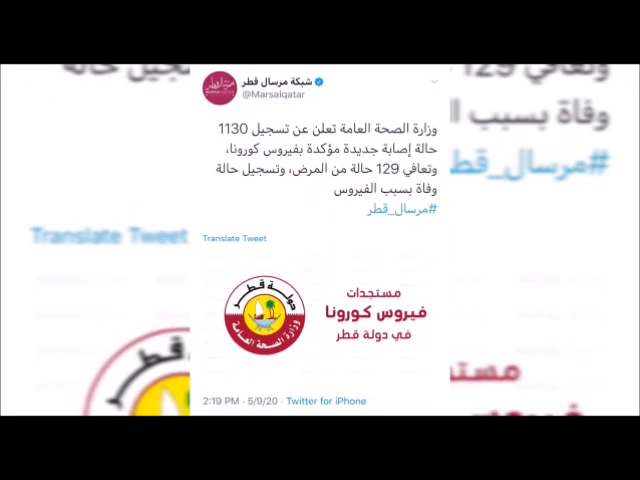 شبكة مرسال قطر
@Marsalqatar
وزارة الصحة العامة تعلن عن تسجيل 1130
حالة إصابة جديدة مؤكدة بفيروس كورونا،
وتعافي 129 حالة من المرض، وتسجيل حالة
وفاة بسبب الفيروس
#مرسال_قطر
Translate Tweet
دولة قطر
وزارة الصحة العامة
مستجدات
فيروس كورونا
في دولة قطر
2:19 PM · 5/9/20 · Twitter for iPhone